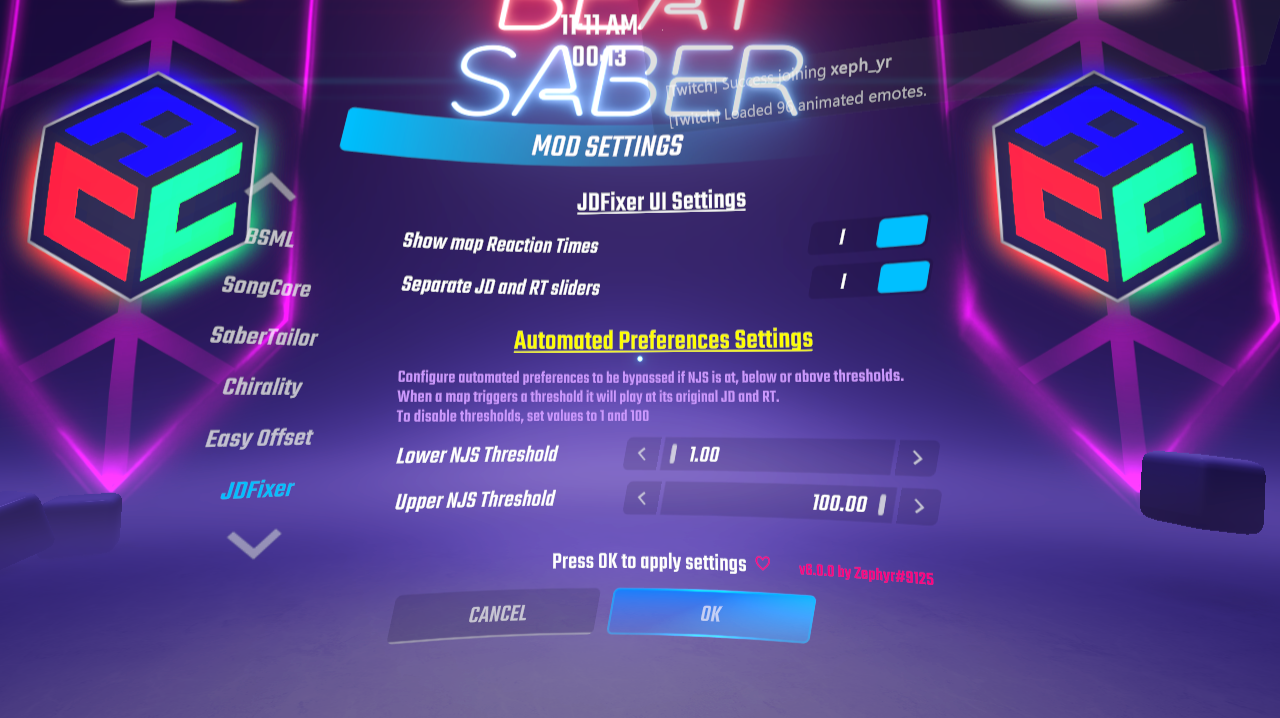 BEAT
11:11 AM
00:13
SABER
[Twitch] Success joining xeph_yr
[Twitch] Loaded 90 animated emotes.
MOD SETTINGS
A
C C
A
C C
BSML
SongCore
SaberTailor
Chirality
Easy Offset
JDFixer
JDFixer UI Settings
Show map Reaction Times I
Separate JD and RT sliders I
Automated Preferences Settings
Configure automated preferences to be bypassed if NJS is at, below or above thresholds.
When a map triggers a threshold it will play at its original JD and RT.
To disable thresholds, set values to 1 and 100
Lower NJS Threshold < 1.00 >
Upper NJS Threshold < 100.00 >
Press OK to apply settings ♡
by Zephyr#9125
CANCEL
OK